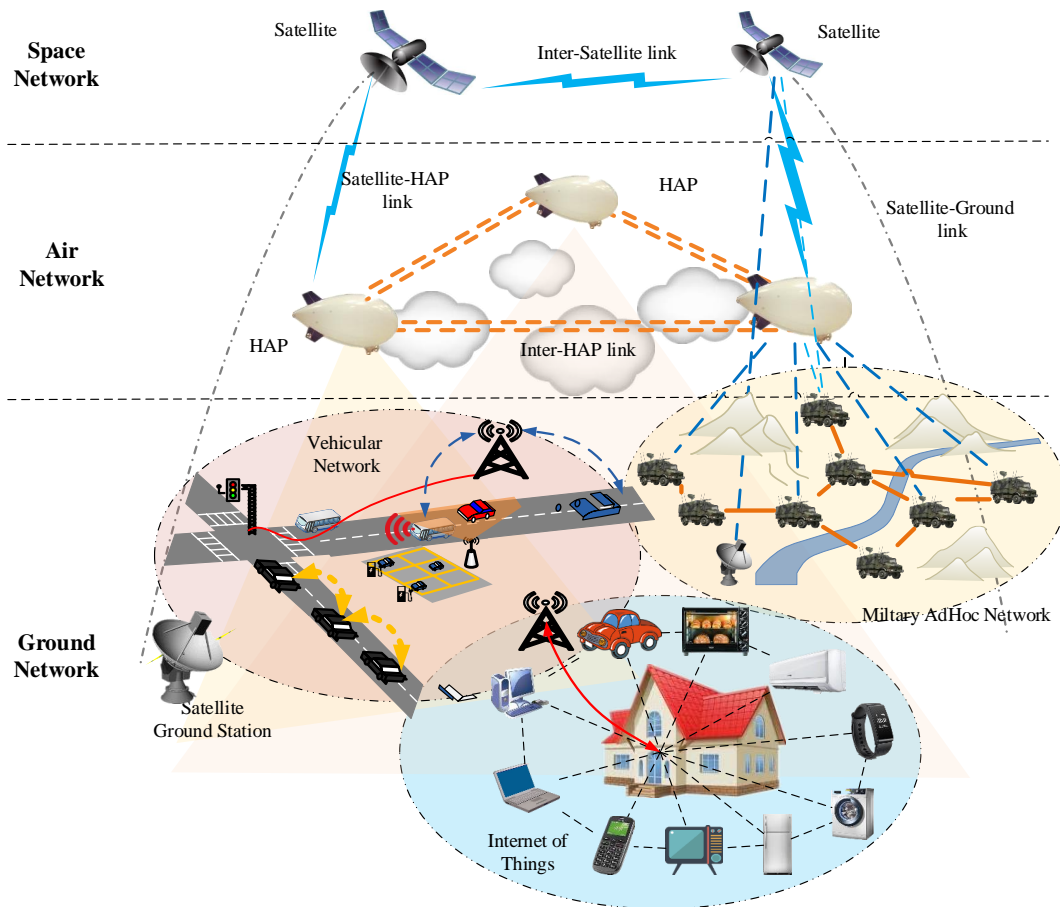 Satellite
Satellite
Space
Network
Inter-Satellite link
Satellite-HAP
link
HAP
Satellite-Ground
link
Air
Network
HAP
Inter-HAP link
Vehicular
Network
Military AdHoc Network
Ground
Network
Satellite
Ground Station
Internet of
Things